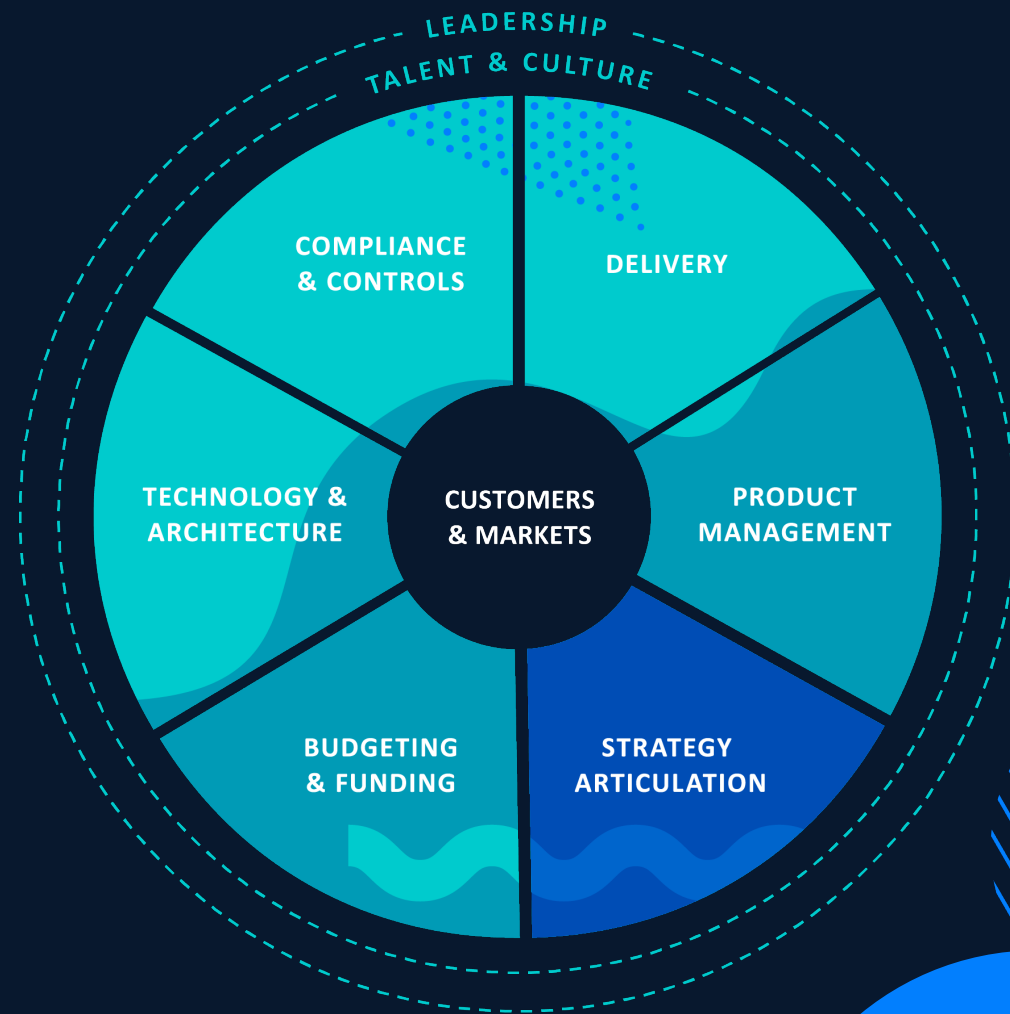 LEADERSHIP
TALENT & CULTURE
COMPLIANCE
& CONTROLS
DELIVERY
TECHNOLOGY &
ARCHITECTURE
CUSTOMERS
& MARKETS
PRODUCT
MANAGEMENT
BUDGETING
& FUNDING
STRATEGY
ARTICULATION